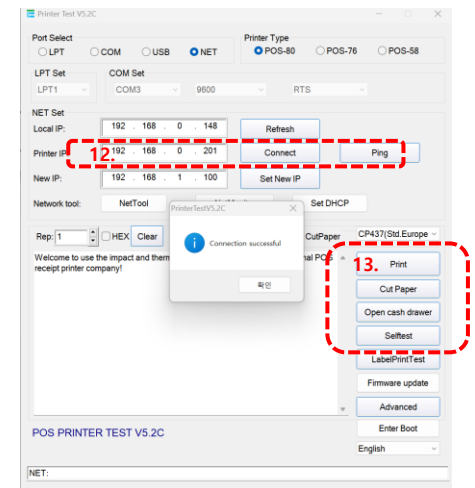 Printer Test V5.2C
Port Select
LPT COM USB NET
Printer Type
POS-80 POS-76 POS-58
LPT Set
LPT1
COM Set
COM3 9600 RTS
NET Set
Local IP: 192 . 168 . 0 . 148 Refresh
Printer IP: 12. 192 . 168 . 0 . 201 Connect Ping
New IP: 192 . 168 . 1 . 100 Set New IP
Network tool: NetTool Set DHCP
PrinterTestV5.2C
Connection successful
확인
Rep: 1 HEX Clear CutPaper CP437(Std.Europe
Welcome to use the impact and them nal POS
receipt printer company!
13. Print
Cut Paper
Open cash drawer
Selftest
LabelPrintTest
Firmware update
Advanced
Enter Boot
English
POS PRINTER TEST V5.2C
NET: